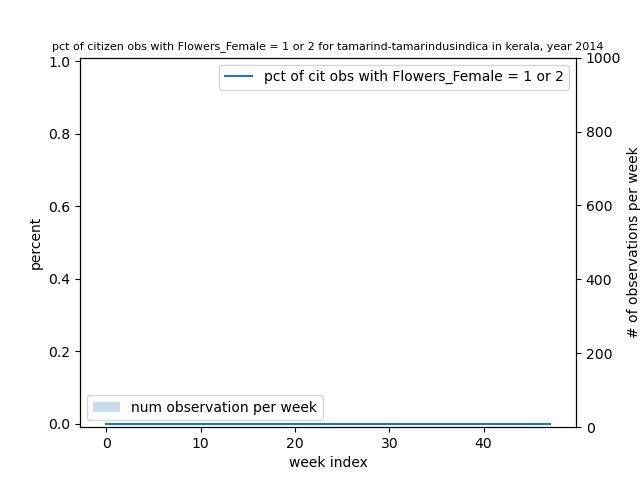 pct of citizen obs with Flowers_Female = 1 or 2 for tamarind-tamarindusindica in kerala, year 2014
pct of cit obs with Flowers_Female = 1 or 2
num observation per week
percent
1.0
0.8
0.6
0.4
0.2
0.0
1000
800
600
400
200
0
# of observations per week
0 10 20 30 40
week index